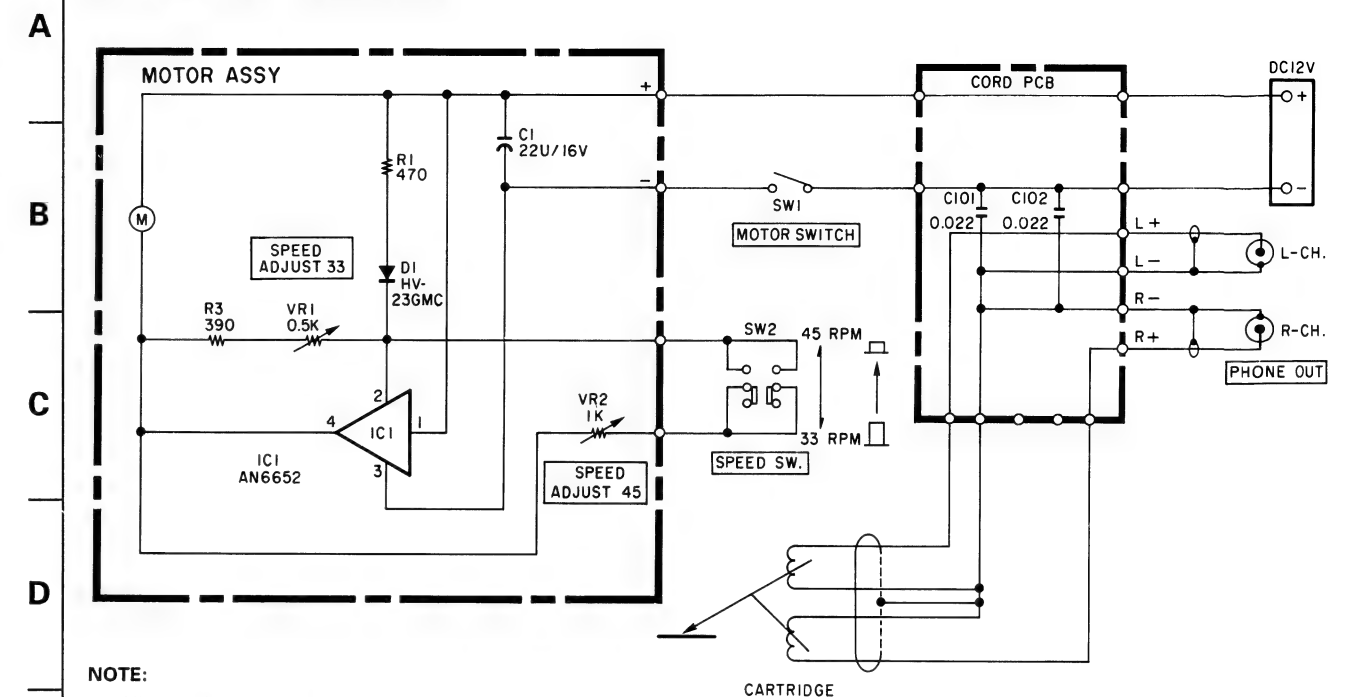 A
B
C
D
MOTOR ASSY
+
−
M
R1
470
C1
22U/16V
D1
HV-
23GMC
SPEED
ADJUST 33
R3
390
VR1
0.5K
2
4
IC1
1
3
IC1
AN6652
VR2
1K
SPEED
ADJUST 45
SW1
MOTOR SWITCH
SW2
45 RPM
33 RPM
SPEED SW.
CORD PCB
C101
0.022
C102
0.022
DC12V
+
−
L+
L−
R−
R+
L-CH.
R-CH.
PHONE OUT
CARTRIDGE
NOTE: